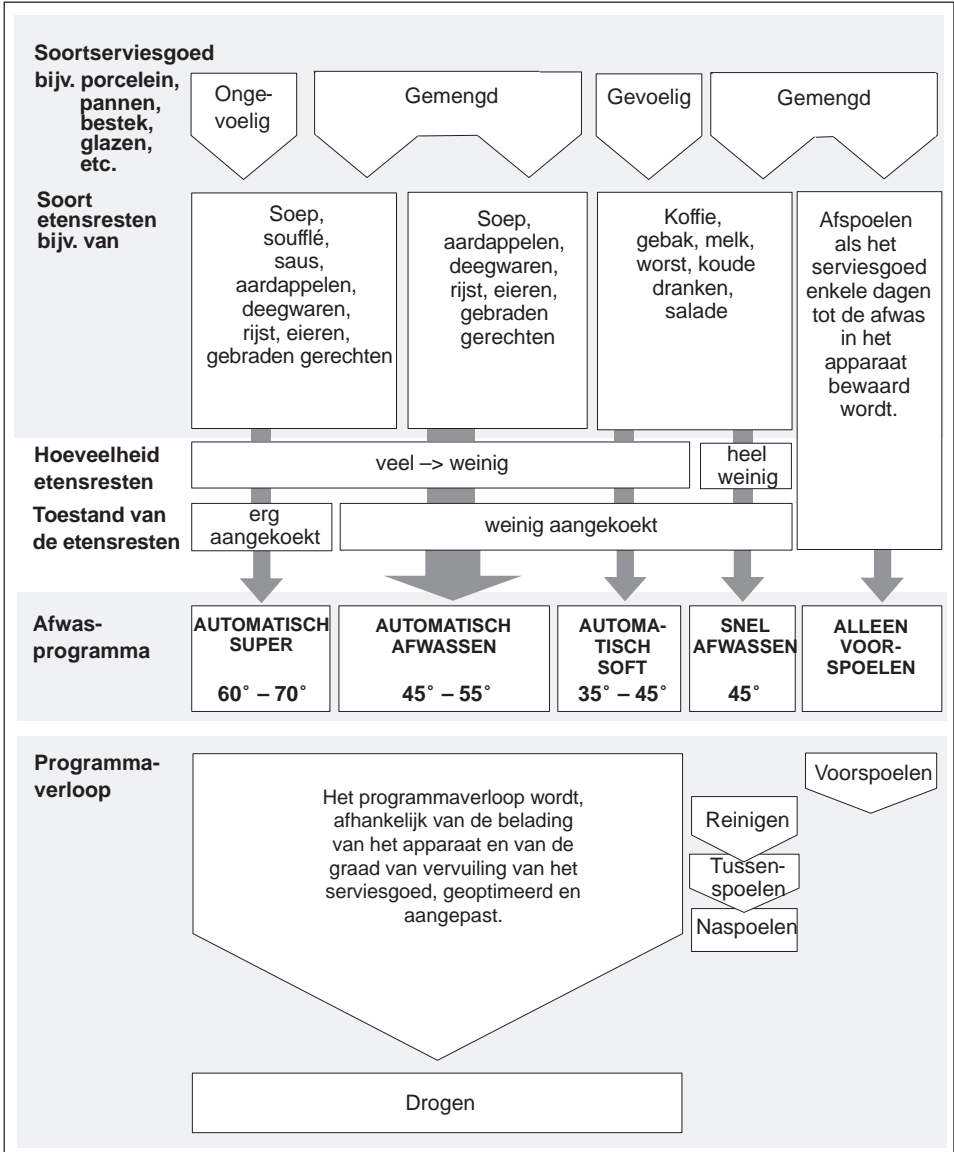 Soortserviesgoed
bijv. porcelein,
pannen,
bestek,
glazen,
etc.
Onge-
voelig
Gemengd
Gevoelig
Gemengd
Soort
etensresten
bijv. van
Soep,
soufflé,
saus,
aardappelen,
deegwaren,
rijst, eieren,
gebraden gerechten
Soep,
aardappelen,
deegwaren,
rijst, eieren,
gebraden
gerechten
Koffie,
gebak, melk,
worst, koude
dranken,
salade
Afspoelen
als het
serviesgoed
enkele dagen
tot de afwas
in het
apparaat
bewaard
wordt.
Hoeveelheid
etensresten
veel –> weinig
heel
weinig
Toestand van
de etensresten
erg
aangekoekt
weinig aangekoekt
Afwas-
programma
AUTOMATISCH
SUPER
60° – 70°
AUTOMATISCH
AFWASSEN
45° – 55°
AUTOMA-
TISCH
SOFT
35° – 45°
SNEL
AFWASSEN
45°
ALLEEN
VOOR-
SPOELEN
Programma-
verloop
Het programmaverloop wordt,
afhankelijk van de belading
van het apparaat en van de
graad van vervuiling van het
serviesgoed, geoptimeerd en
aangepast.
Voorspoelen
Reinigen
Tussen-
spoelen
Naspoelen
Drogen